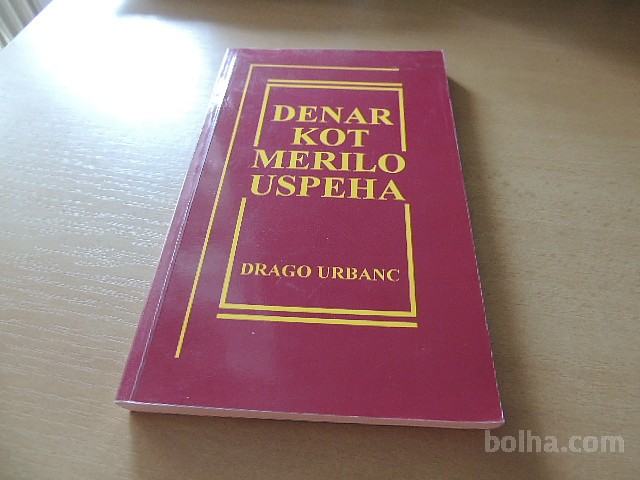 DENAR
KOT
MERILO
USPEHA
DRAGO URBANC
bolha.com